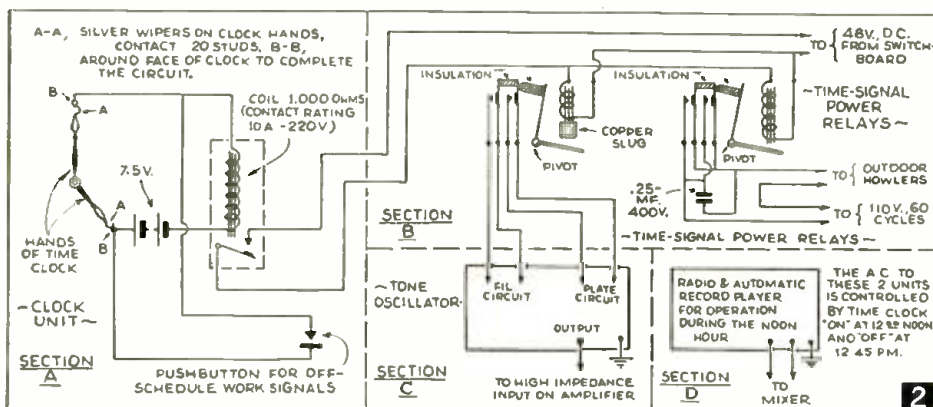 A-A, SILVER WIPERS ON CLOCK HANDS,
CONTACT 20 STUDS, B-B,
AROUND FACE OF CLOCK TO COMPLETE
THE CIRCUIT.
B
A
COIL 1,000 OHMS
(CONTACT RATING
10A-220V)
7.5V.
A
B
HANDS
OF TIME
CLOCK
~CLOCK
UNIT~
SECTION
A
PUSHBUTTON FOR OFF-
SCHEDULE WORK SIGNALS
INSULATION
INSULATION
COPPER
SLUG
PIVOT
PIVOT
TO
48V., D.C.
FROM SWITCH-
BOARD
~TIME-SIGNAL
POWER
RELAYS~
.25-
MF.
400V.
TO
OUTDOOR
HOWLERS
TO
110V., 60
CYCLES
SECTION
B
~TIME-SIGNAL POWER RELAYS~
~TONE
OSCILLATOR~
FIL.
CIRCUIT
PLATE
CIRCUIT
OUTPUT
SECTION
C
TO HIGH IMPEDANCE
INPUT ON AMPLIFIER
RADIO & AUTOMATIC
RECORD PLAYER
FOR OPERATION
DURING THE NOON
HOUR
THE A.C. TO
THESE 2 UNITS
IS CONTROLLED
BY TIME CLOCK
"ON" AT 12 NOON
AND "OFF" AT
12 45 PM.
SECTION
D
TO
MIXER
2